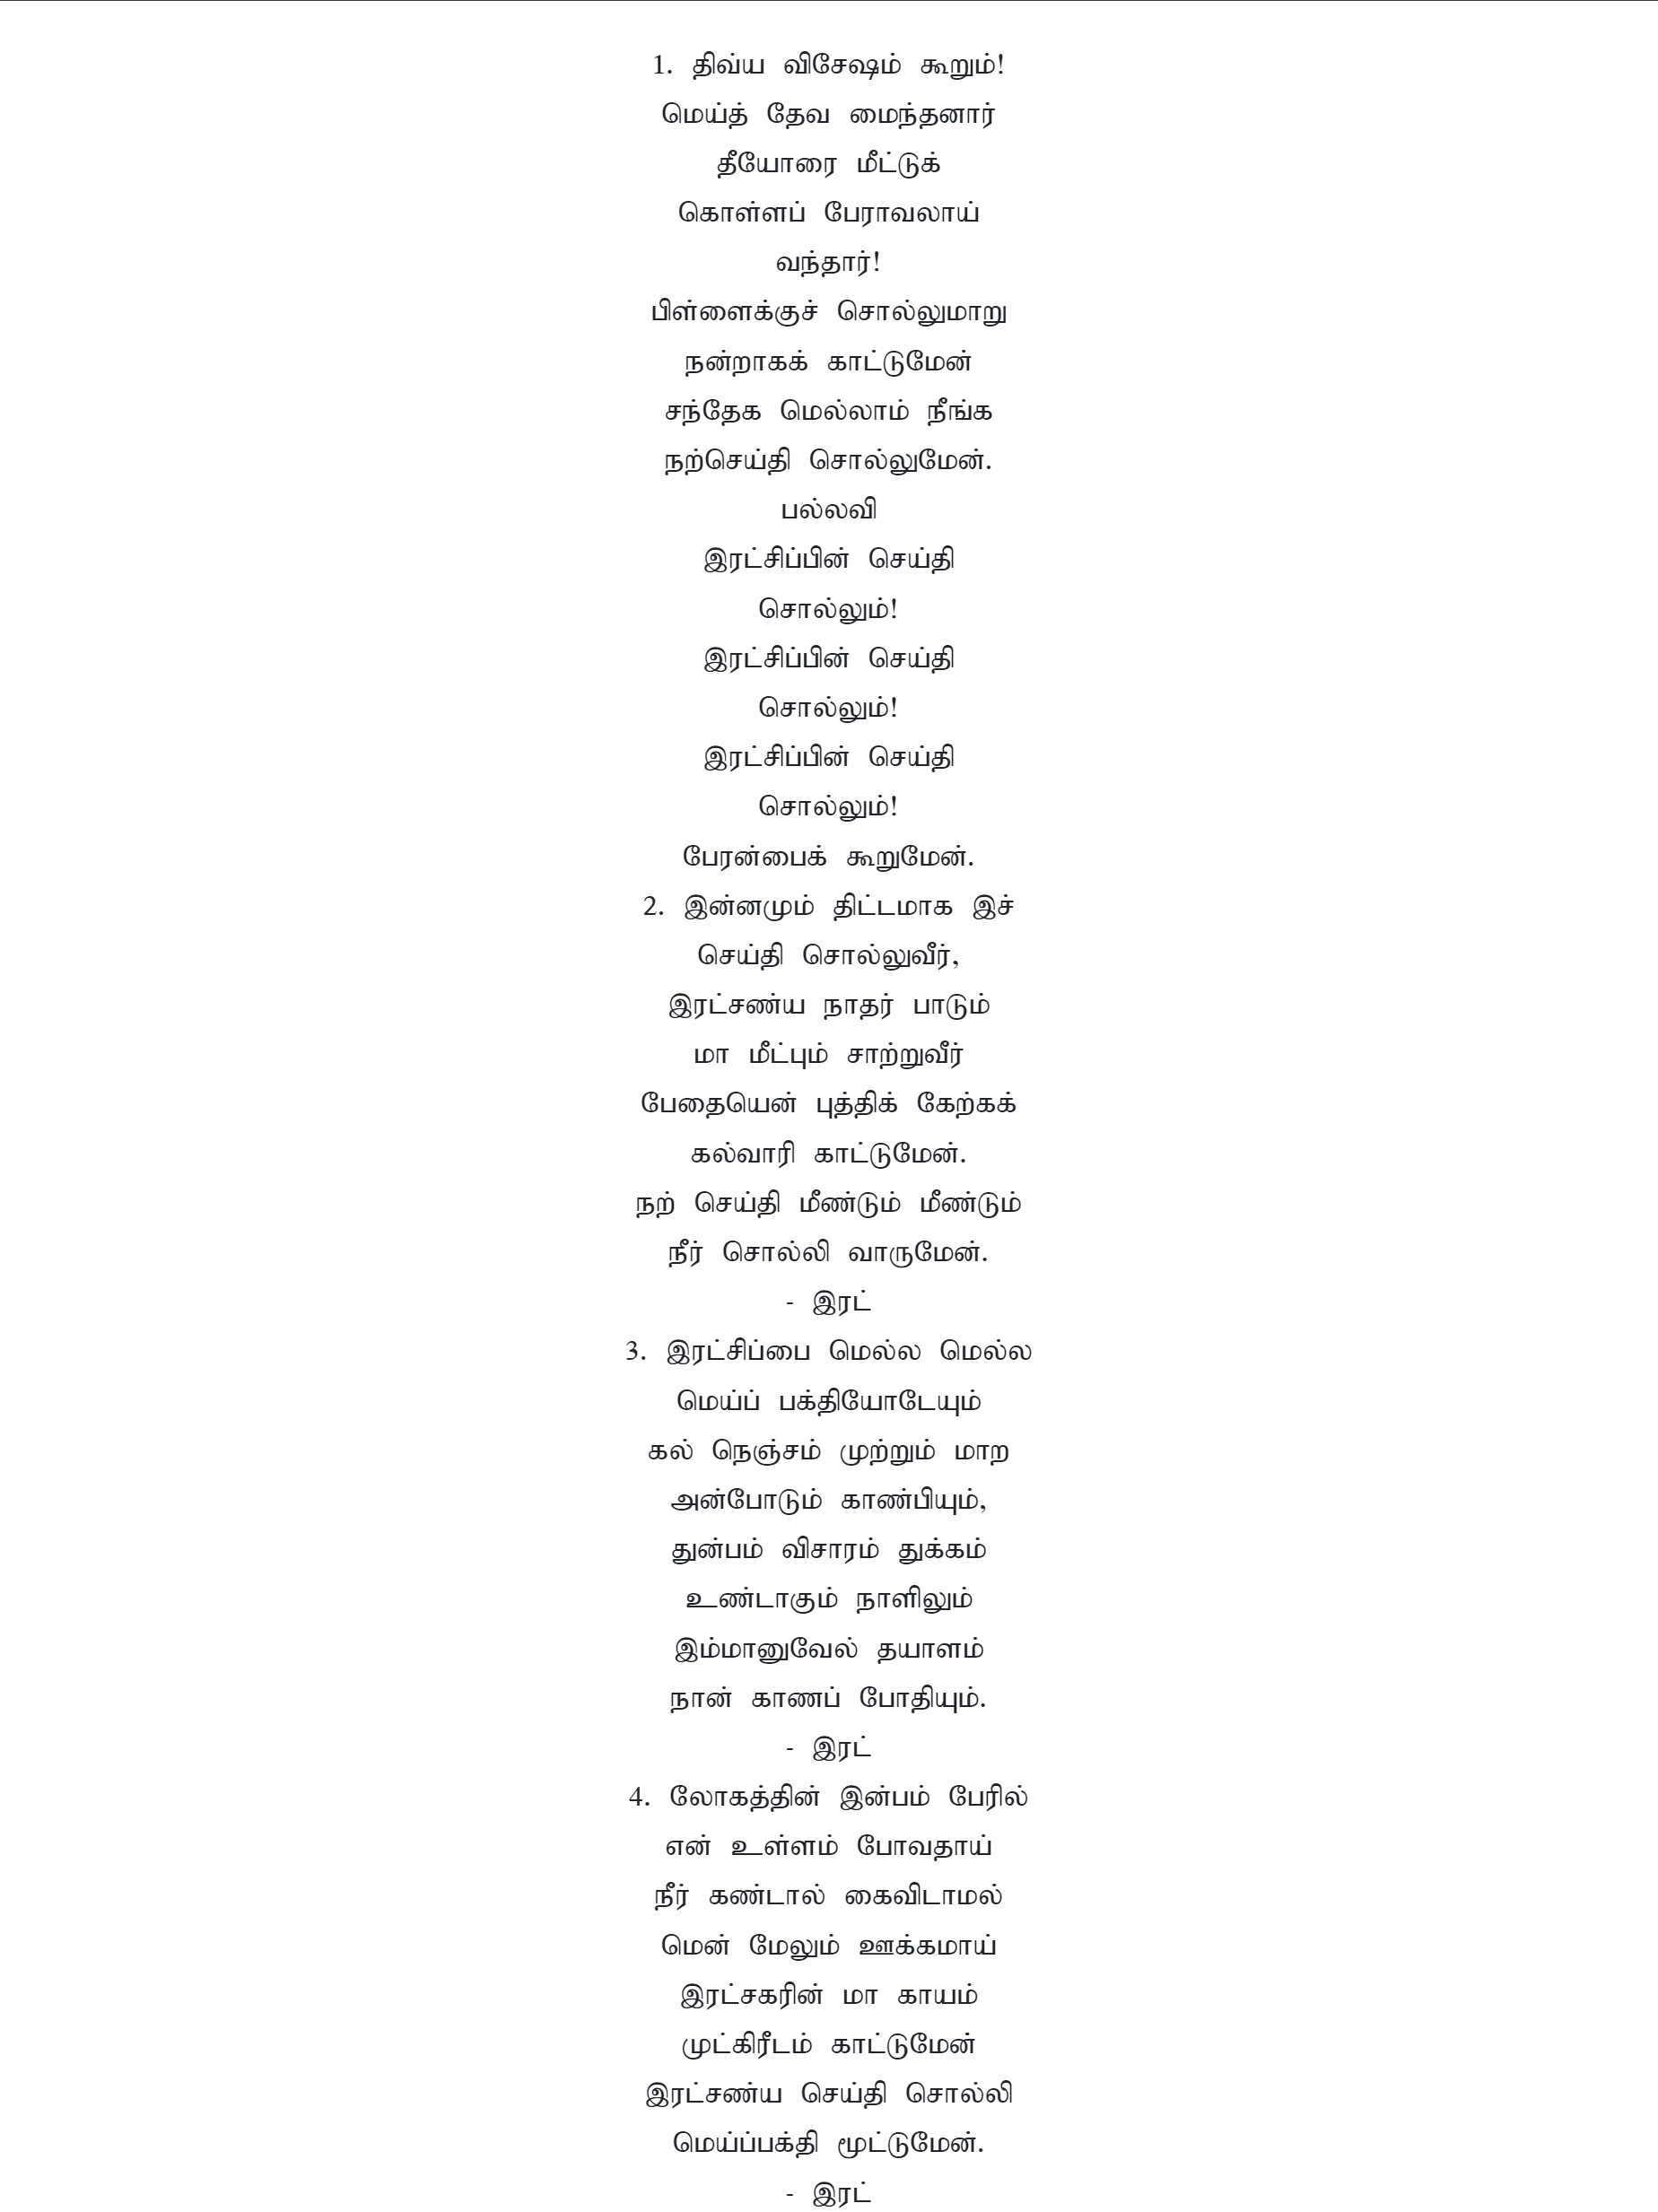 1. திவ்ய விசேஷம் கூறும்!
மெய்த் தேவ மைந்தனார்
தீயோரை மீட்டுக்
கொள்ளப் பேராவலாய்
வந்தார்!
பிள்ளைக்குச் சொல்லுமாறு
நன்றாகக் காட்டுமேன்
சந்தேக மெல்லாம் நீங்க
நற்செய்தி சொல்லுமேன்.
பல்லவி
இரட்சிப்பின் செய்தி
சொல்லும்!
இரட்சிப்பின் செய்தி
சொல்லும்!
இரட்சிப்பின் செய்தி
சொல்லும்!
பேரன்பைக் கூறுமேன்.
2. இன்னமும் திட்டமாக இச்
செய்தி சொல்லுவீர்,
இரட்சண்ய நாதர் பாடும்
மா மீட்பும் சாற்றுவீர்
பேதையென் புத்திக் கேற்கக்
கல்வாரி காட்டுமேன்.
நற் செய்தி மீண்டும் மீண்டும்
நீர் சொல்லி வாருமேன்.
- இரட்
3. இரட்சிப்பை மெல்ல மெல்ல
மெய்ப் பக்தியோடேயும்
கல் நெஞ்சம் முற்றும் மாற
அன்போடும் காண்பியும்,
துன்பம் விசாரம் துக்கம்
உண்டாகும் நாளிலும்
இம்மானுவேல் தயாளம்
நான் காணப் போதியும்.
- இரட்
4. லோகத்தின் இன்பம் பேரில்
என் உள்ளம் போவதாய்
நீர் கண்டால் கைவிடாமல்
மென் மேலும் ஊக்கமாய்
இரட்சகரின் மா காயம்
முட்கிரீடம் காட்டுமேன்
இரட்சண்ய செய்தி சொல்லி
மெய்ப்பக்தி மூட்டுமேன்.
- இரட்